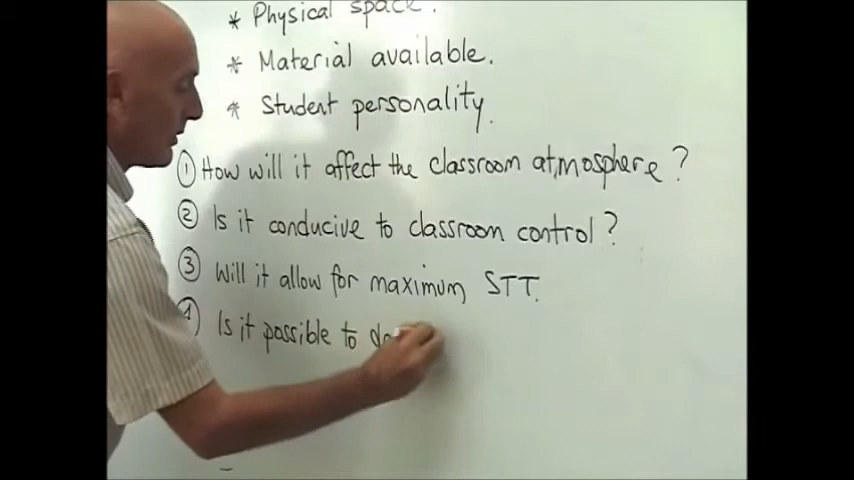 * Physical space.
* Material available.
* Student personality.
① How will it affect the classroom atmosphere?
② Is it conducive to classroom control?
③ Will it allow for maximum STT.
④ Is it possible to do